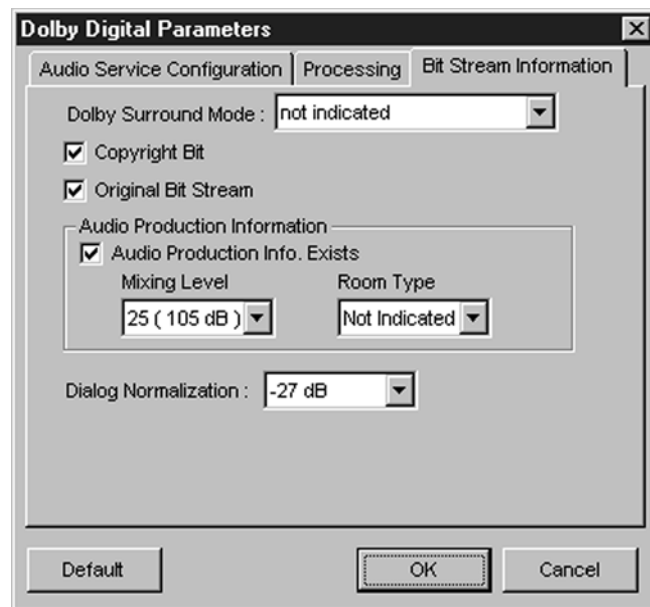 Dolby Digital Parameters
Audio Service Configuration Processing Bit Stream Information
Dolby Surround Mode : not indicated
Copyright Bit
Original Bit Stream
Audio Production Information
Audio Production Info. Exists
Mixing Level Room Type
25 ( 105 dB ) Not Indicated
Dialog Normalization : -27 dB
Default OK Cancel